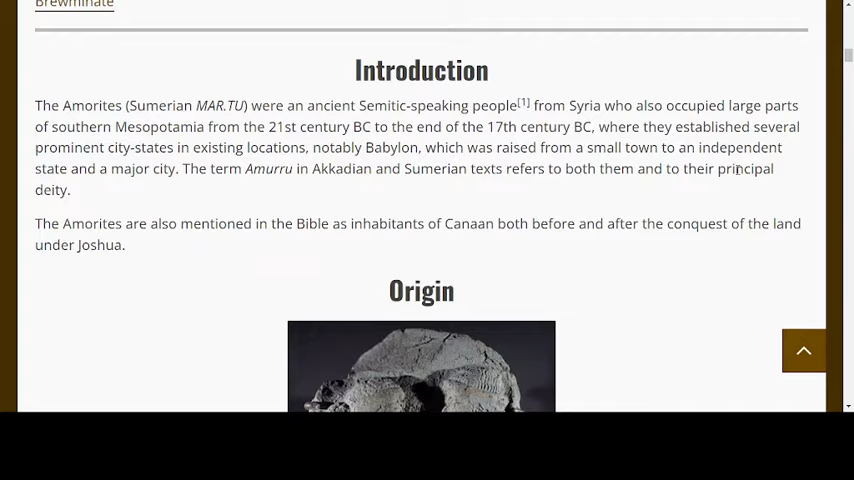 Brewminate
Introduction
The Amorites (Sumerian MAR.TU) were an ancient Semitic-speaking people[1] from Syria who also occupied large parts
of southern Mesopotamia from the 21st century BC to the end of the 17th century BC, where they established several
prominent city-states in existing locations, notably Babylon, which was raised from a small town to an independent
state and a major city. The term Amurru in Akkadian and Sumerian texts refers to both them and to their principal
deity.
The Amorites are also mentioned in the Bible as inhabitants of Canaan both before and after the conquest of the land
under Joshua.
Origin